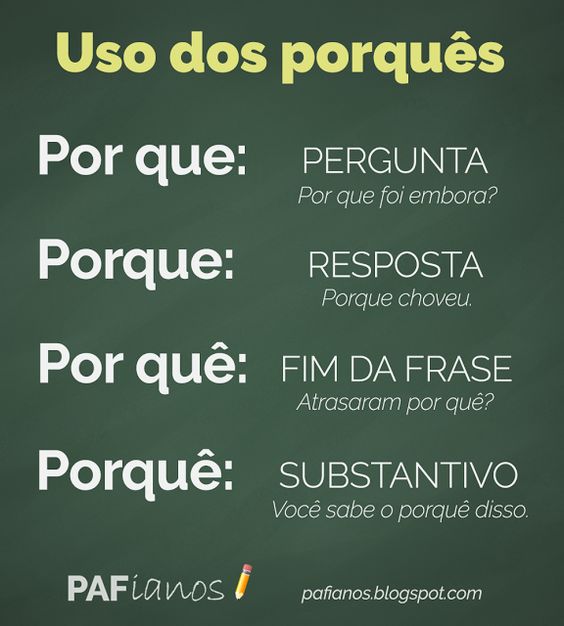 Uso dos porquês
Por que: PERGUNTA
Por que foi embora?
Porque: RESPOSTA
Porque choveu.
Por quê: FIM DA FRASE
Atrasaram por quê?
Porquê: SUBSTANTIVO
Você sabe o porquê disso.
PAFianos
pafianos.blogspot.com